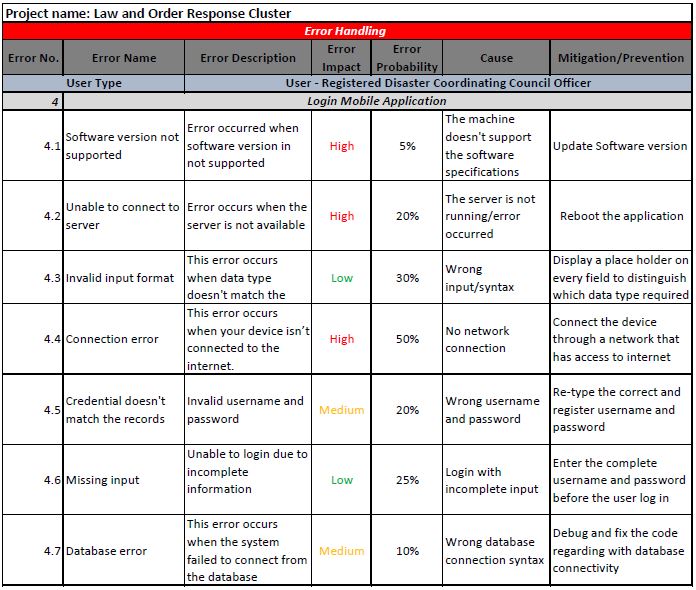 Project name: Law and Order Response Cluster
Error Handling
Error No. Error Name Error Description Error Impact Error Probability Cause Mitigation/Prevention
User Type User - Registered Disaster Coordinating Council Officer
4 Login Mobile Application
4.1 Software version not supported Error occurred when software version in not supported High 5% The machine doesn't support the software specifications Update Software version
4.2 Unable to connect to server Error occurs when the server is not available High 20% The server is not running/error occurred Reboot the application
4.3 Invalid input format This error occurs when data type doesn't match the Low 30% Wrong input/syntax Display a place holder on every field to distinguish which data type required
4.4 Connection error This error occurs when your device isn’t connected to the internet. High 50% No network connection Connect the device through a network that has access to internet
4.5 Credential doesn't match the records Invalid username and password Medium 20% Wrong username and password Re-type the correct and register username and password
4.6 Missing input Unable to login due to incomplete information Low 25% Login with incomplete input Enter the complete username and password before the user log in
4.7 Database error This error occurs when the system failed to connect from the database Medium 10% Wrong database connection syntax Debug and fix the code regarding with database connectivity